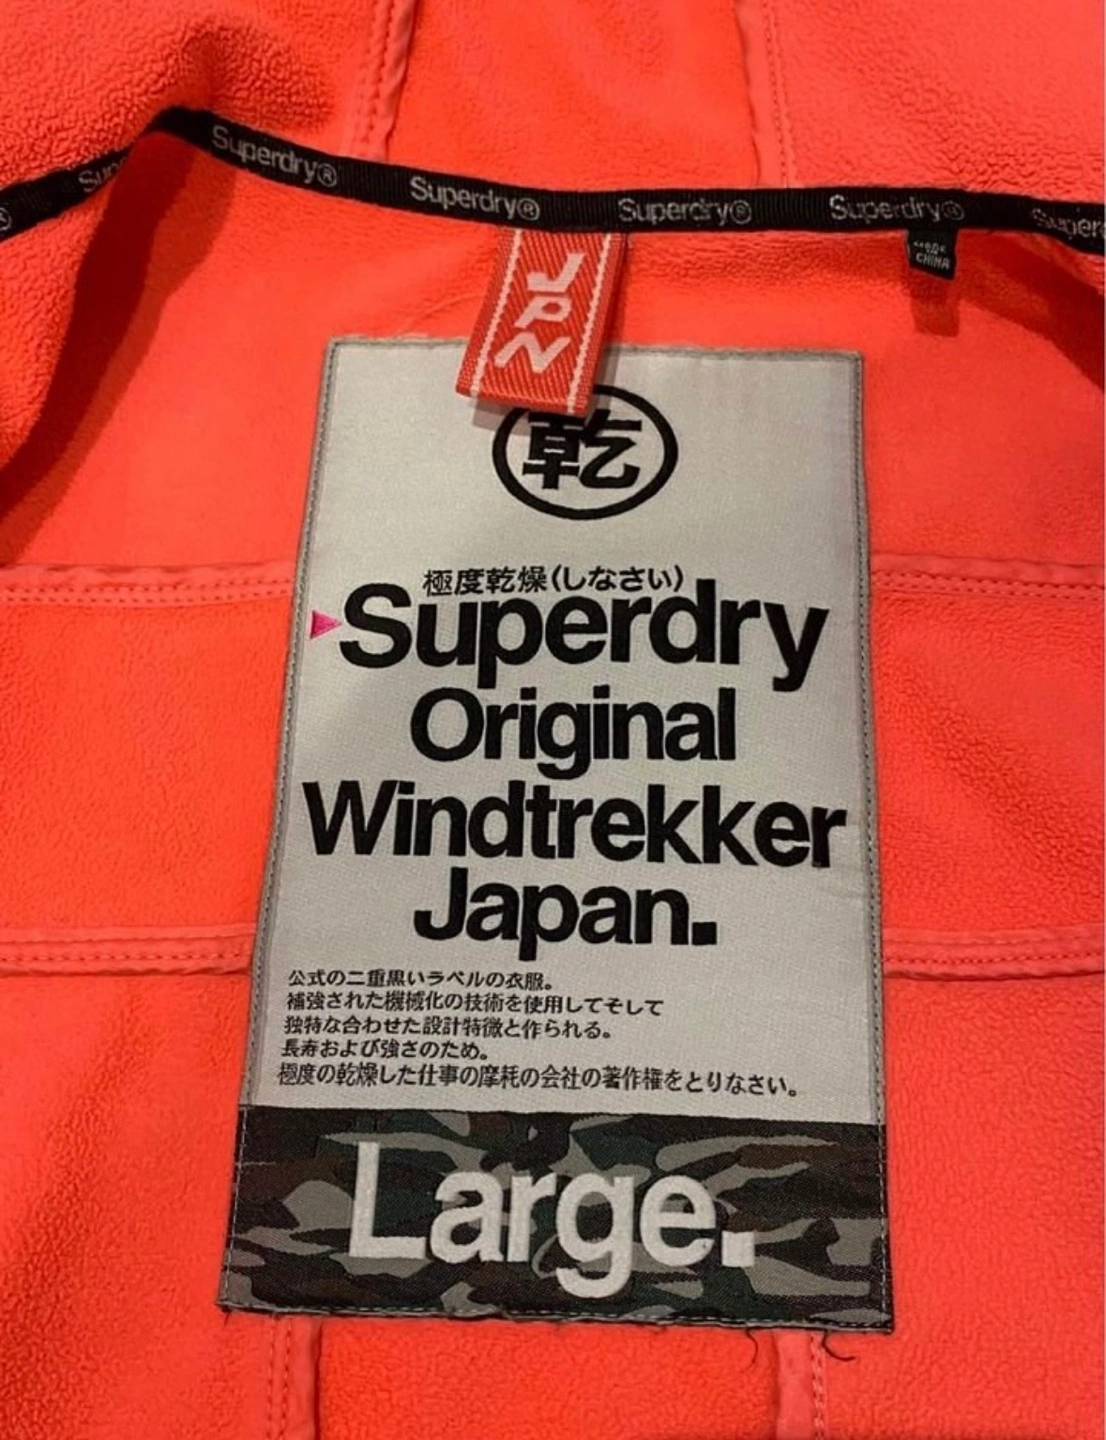 Superdry® Superdry® Superdry® Superdry®
JPN
MADE
CHINA
乾
極度乾燥(しなさい)
Superdry
Original
Windtrekker
Japan.
公式の二重黒いラベルの衣服。
補強された機械化の技術を使用してそして
独特な合わせた設計特徴と作られる。
長寿および強さのため。
極度の乾燥した仕事の摩耗の会社の著作権をとりなさい。
Large.